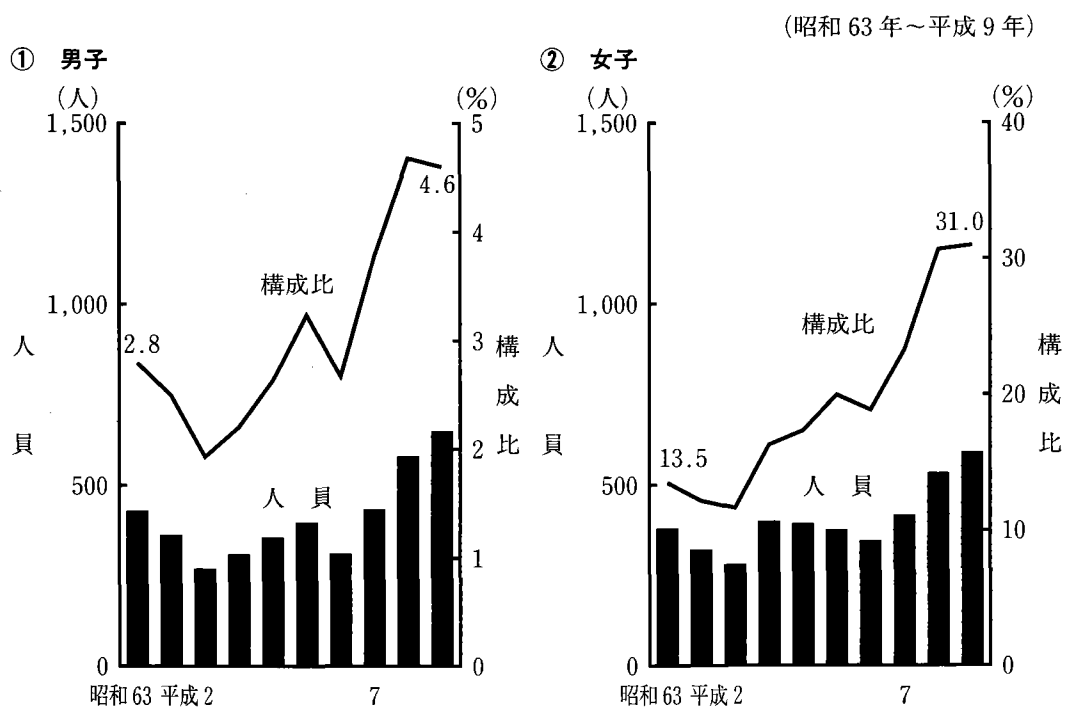 (昭和63年～平成9年)
① 男子
(人)
(%)
1,500
1,000
500
0
5
4
3
2
1
0
人員
構成比
2.8
構成比
4.6
人 員
昭和63 平成2 7
② 女子
(人)
(%)
1,500
1,000
500
0
40
30
20
10
0
人員
構成比
13.5
構成比
31.0
人 員
昭和63 平成2 7